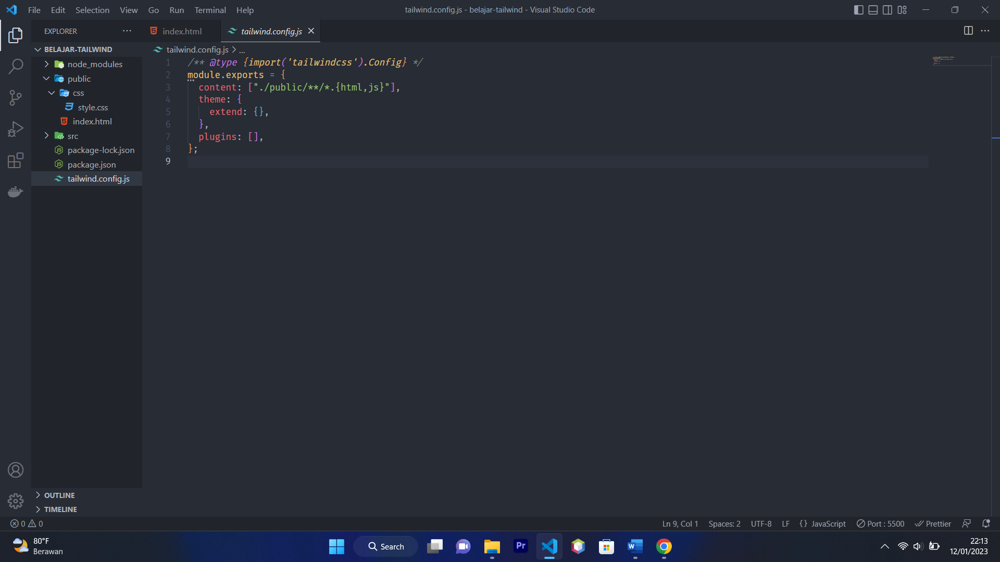 File Edit Selection View Go Run Terminal Help
tailwind.config.js - belajar-tailwind - Visual Studio Code
EXPLORER
index.html
tailwind.config.js
BELAJAR-TAILWIND
node_modules
public
css
style.css
index.html
src
package-lock.json
package.json
tailwind.config.js
OUTLINE
TIMELINE
tailwind.config.js > ...
1 /** @type {import('tailwindcss').Config} */
2 module.exports = {
3   content: ["./public/**/*.{html,js}"],
4   theme: {
5     extend: {},
6   },
7   plugins: [],
8 };
9
0 0
Ln 9, Col 1 Spaces: 2 UTF-8 LF {} JavaScript Port : 5500 Prettier
80°F
Berawan
Search
Pr
W
22:13
12/01/2023